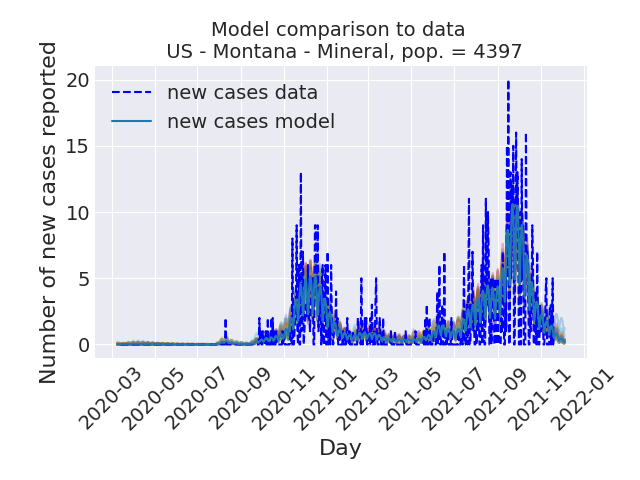 Model comparison to data
US - Montana - Mineral, pop. = 4397
Number of new cases reported
20
15
10
5
0
new cases data
new cases model
2020-03
2020-05
2020-07
2020-09
2020-11
2021-01
2021-03
2021-05
2021-07
2021-09
2021-11
2022-01
Day